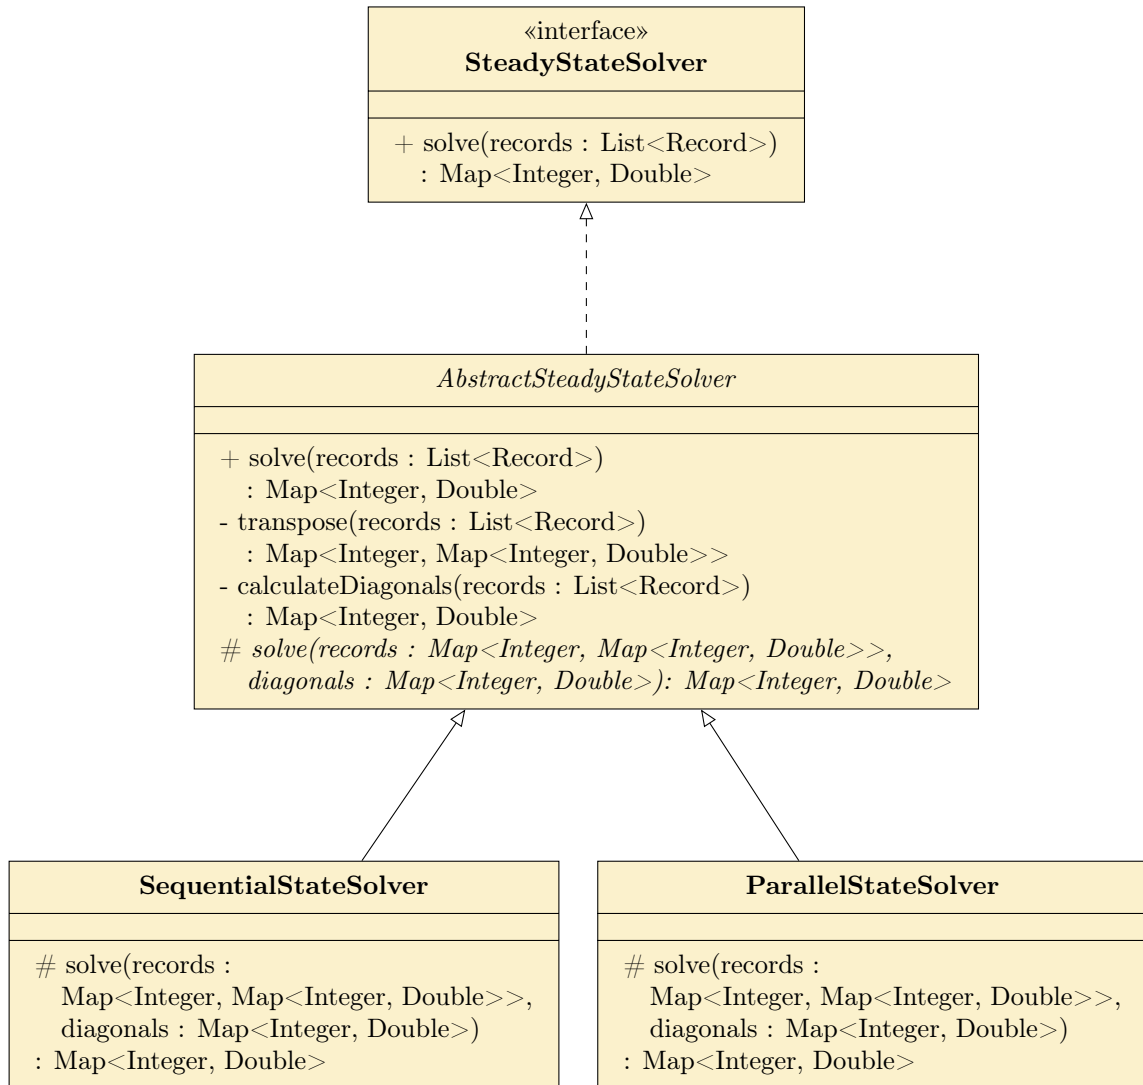 «interface»
SteadyStateSolver
+ solve(records : List<Record>)
: Map<Integer, Double>
AbstractSteadyStateSolver
+ solve(records : List<Record>)
: Map<Integer, Double>
- transpose(records : List<Record>)
: Map<Integer, Map<Integer, Double>>
- calculateDiagonals(records : List<Record>)
: Map<Integer, Double>
# solve(records : Map<Integer, Map<Integer, Double>>,
diagonals : Map<Integer, Double>): Map<Integer, Double>
SequentialStateSolver
# solve(records :
Map<Integer, Map<Integer, Double>>,
diagonals : Map<Integer, Double>)
: Map<Integer, Double>
ParallelStateSolver
# solve(records :
Map<Integer, Map<Integer, Double>>,
diagonals : Map<Integer, Double>)
: Map<Integer, Double>